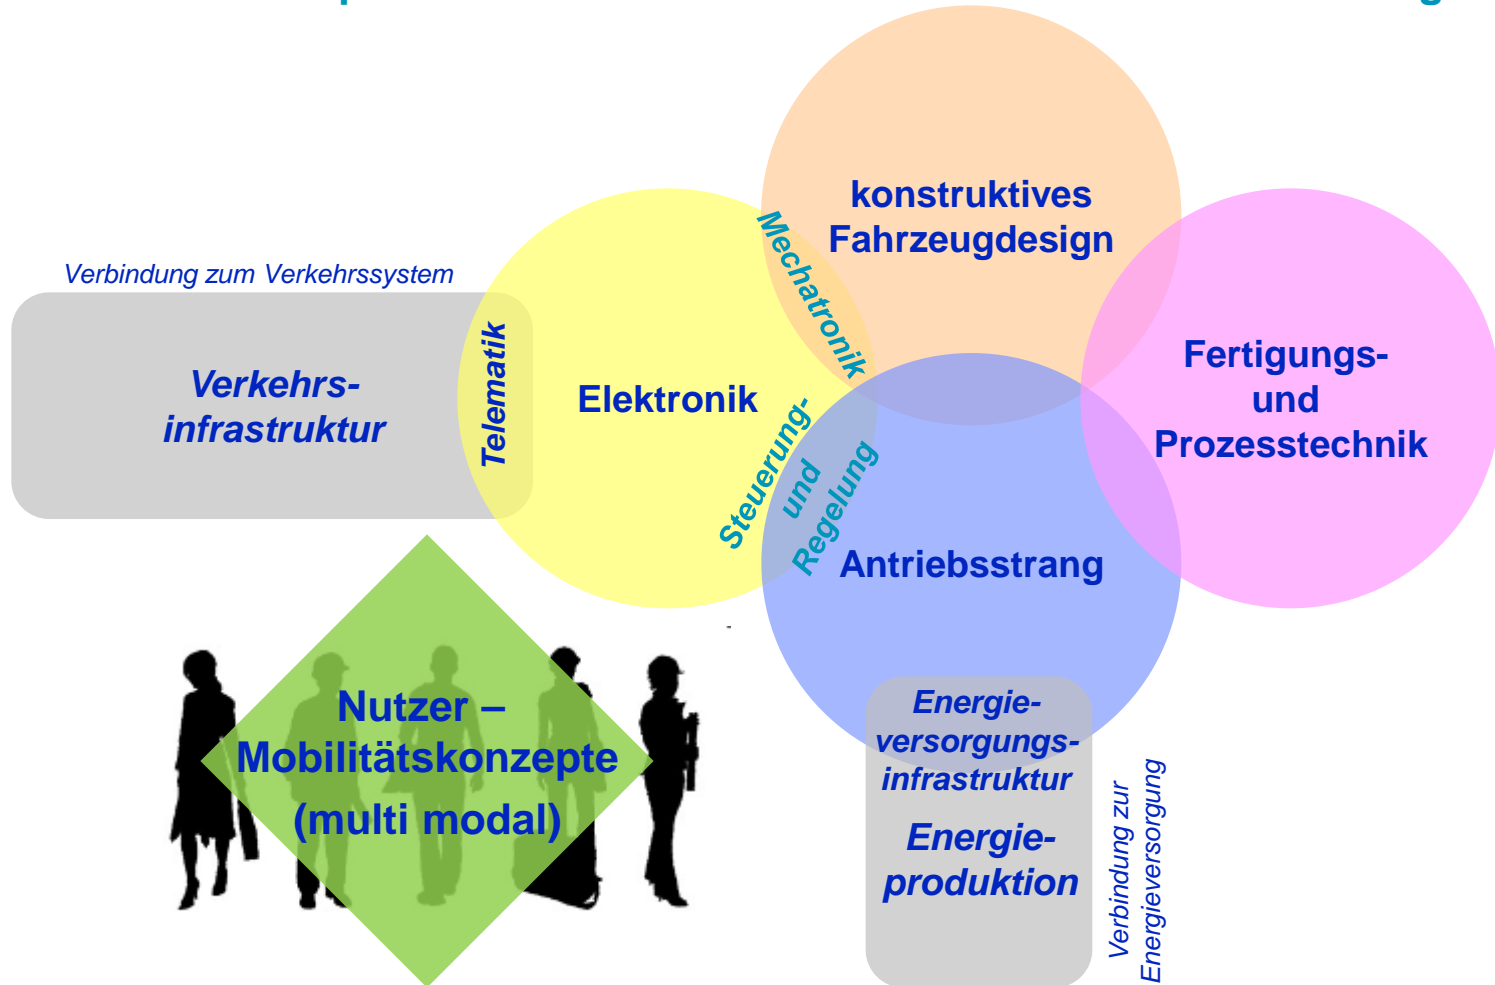 konstruktives
Fahrzeugdesign
Mechatronik
Verbindung zum Verkehrssystem
Verkehrs-
infrastruktur
Telematik
Elektronik
Fertigungs-
und
Prozesstechnik
Steuerung-
und
Regelung
Antriebsstrang
Nutzer –
Mobilitätskonzepte
(multi modal)
Energie-
versorgungs-
infrastruktur
Energie-
produktion
Verbindung zur
Energieversorgung